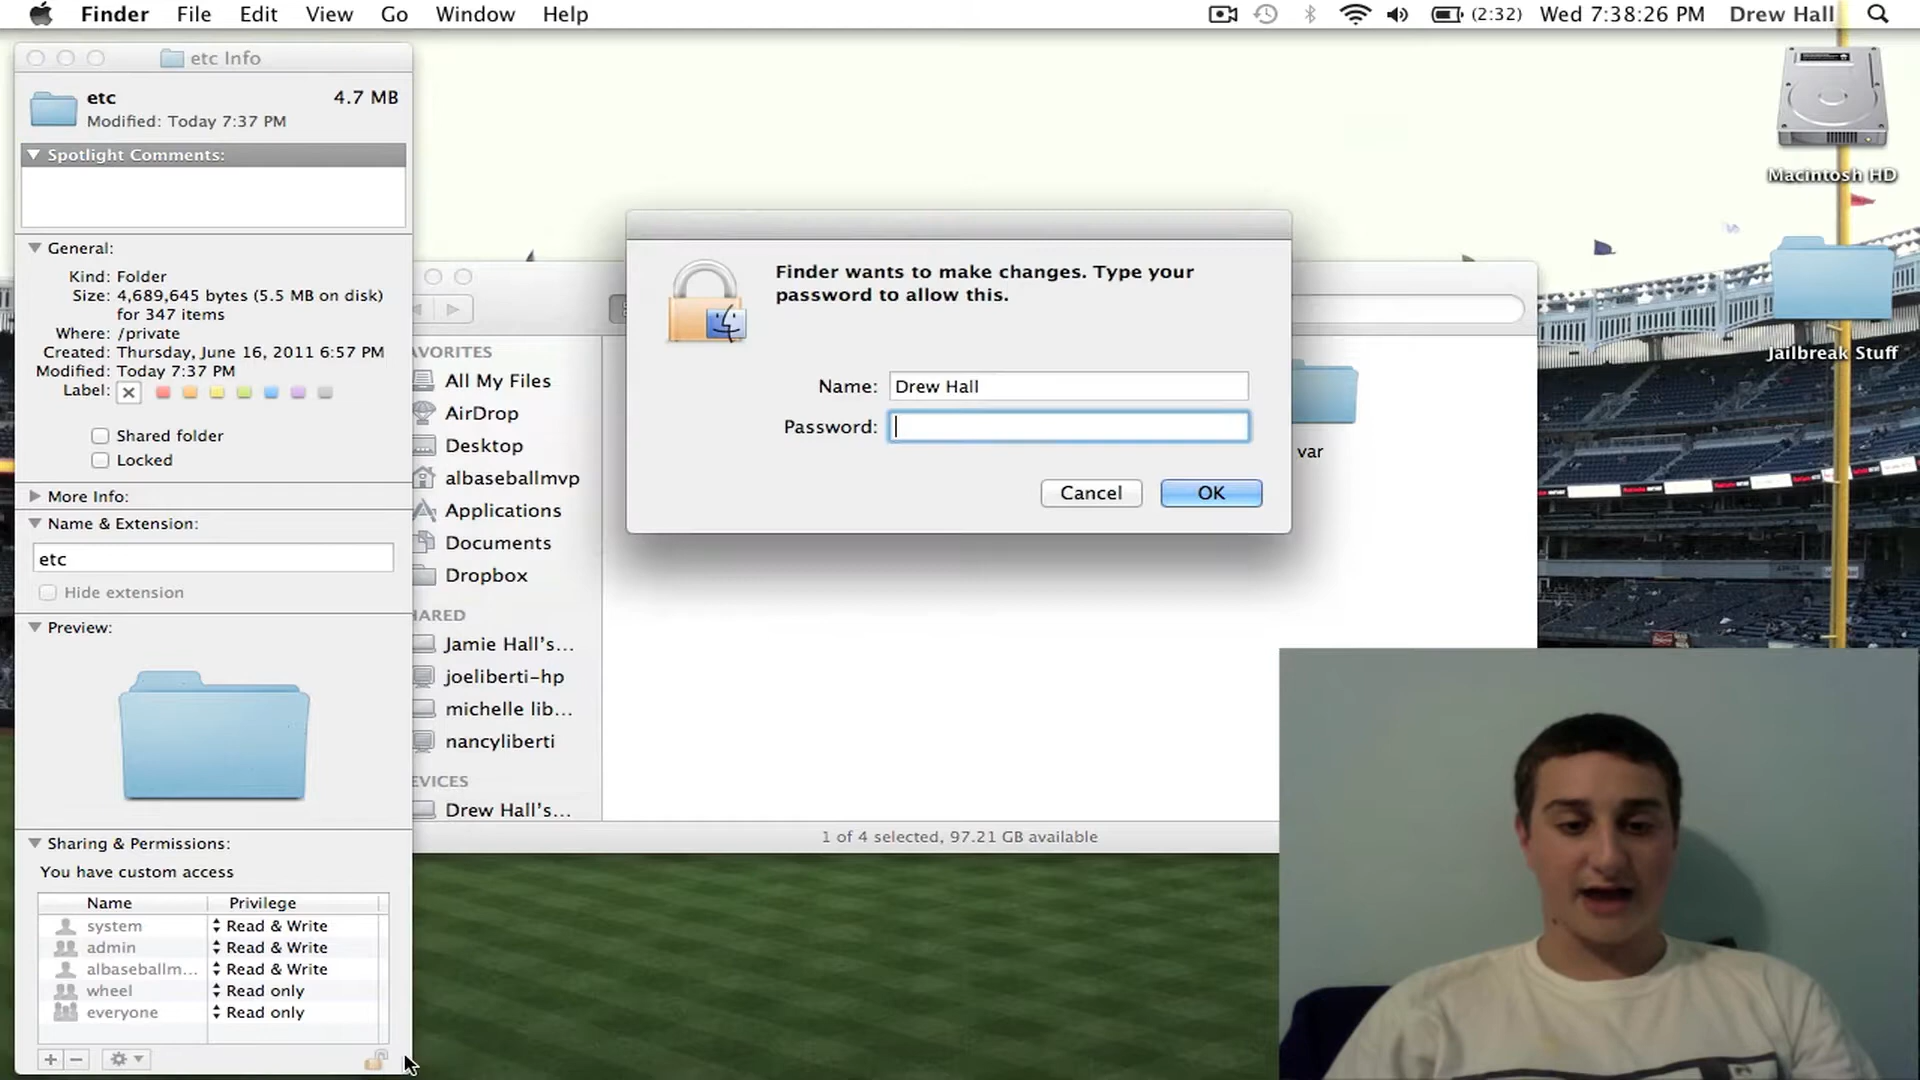 Finder File Edit View Go Window Help (2:32) Wed 7:38:26 PM Drew Hall
etc Info
etc 4.7 MB
Modified: Today 7:37 PM
Spotlight Comments:
General:
Kind: Folder
Size: 4,689,645 bytes (5.5 MB on disk)
for 347 items
Where: /private
Created: Thursday, June 16, 2011 6:57 PM
Modified: Today 7:37 PM
Label:
Shared folder
Locked
More Info:
Name & Extension:
etc
Hide extension
Preview:
Sharing & Permissions:
You have custom access
Name Privilege
system Read & Write
admin Read & Write
albaseballm... Read & Write
wheel Read only
everyone Read only
AVORITES
All My Files
AirDrop
Desktop
albaseballmvp
Applications
Documents
Dropbox
HARED
Jamie Hall’s...
joeliberti-hp
michelle lib...
nancyliberti
EVICES
Drew Hall’s...
Finder wants to make changes. Type your
password to allow this.
Name: Drew Hall
Password:
Cancel OK
var
1 of 4 selected, 97.21 GB available
Macintosh HD
Jailbreak Stuff